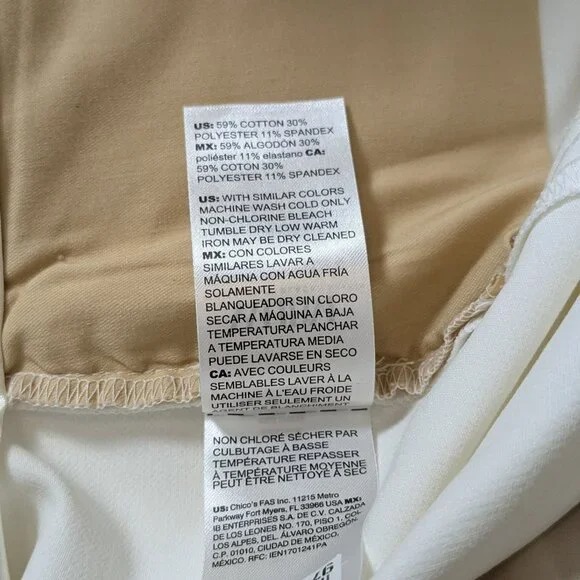 US: 59% COTTON 30%
POLYESTER 11% SPANDEX
MX: 59% ALGODÓN 30%
poliéster 11% elastano CA:
59% COTON 30%
POLYESTER 11% SPANDEX
US: WITH SIMILAR COLORS
MACHINE WASH COLD ONLY
NON-CHLORINE BLEACH
TUMBLE DRY LOW WARM
IRON MAY BE DRY CLEANED
MX: CON COLORES
SIMILARES LAVAR A
MÁQUINA CON AGUA FRÍA
SOLAMENTE
BLANQUEADOR SIN CLORO
SECAR A MÁQUINA A BAJA
TEMPERATURA PLANCHAR
A TEMPERATURA MEDIA
PUEDE LAVARSE EN SECO
CA: AVEC COULEURS
SEMBLABLES LAVER À LA
MACHINE À L'EAU FROIDE
UTILISER SEULEMENT UN
AGENT DE BLANCHIMENT
NON CHLORÉ SÉCHER PAR
CULBUTAGE À BASSE
TEMPÉRATURE REPASSER
À TEMPÉRATURE MOYENNE
PEUT ÊTRE NETTOYÉ À SEC
US: Chico's FAS Inc. 11215 Metro
Parkway Fort Myers, FL 33966 USA MX:
IB ENTERPRISES S.A. DE C.V. CALZADA
DE LOS LEONES NO. 170, PISO 1, COL.
LOS ALPES, DEL. ÁLVARO OBREGÓN.
C.P. 01010, CIUDAD DE MÉXICO,
MÉXICO. RFC: IEN1701241PA